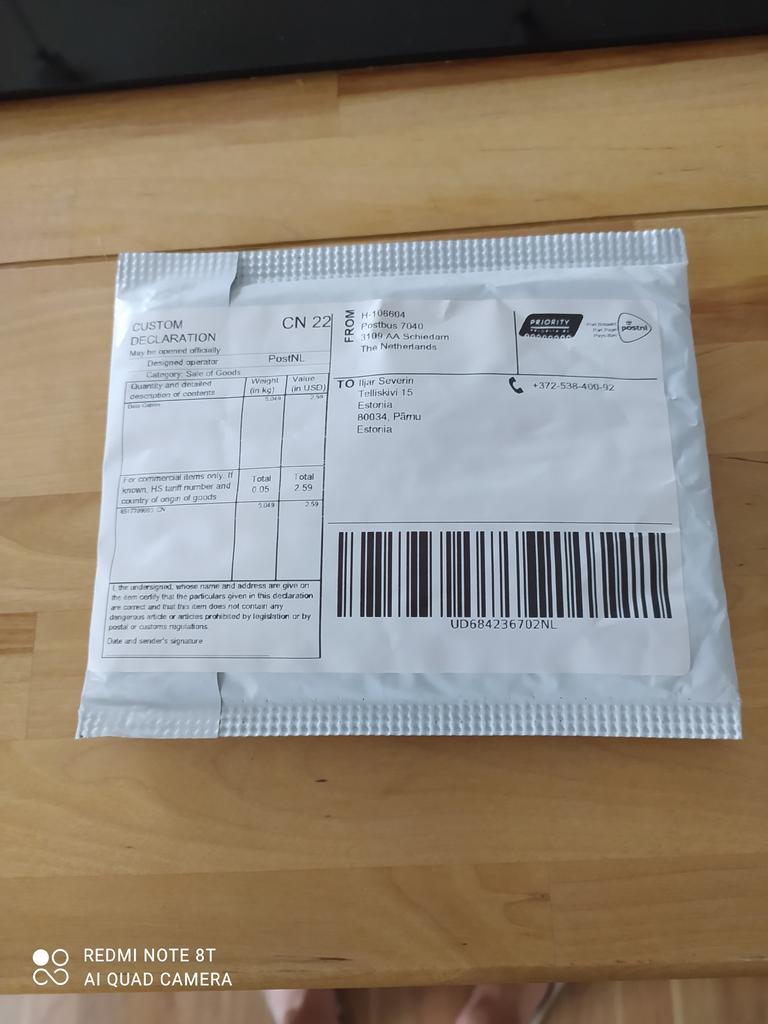 CUSTOM
DECLARATION
CN 22
May be opened officially
Designed operator
PostNL
Category: Sale of Goods
Quantity and detailed
description of contents
Weight
(in kg)
Value
(in USD)
5.049
2.59
For commercial items only. If
known, HS tariff number and
country of origin of goods
Total
0.05
Total
2.59
CN
5.049
2.59
I, the undersigned, whose name and address are give on
the item certify that the particulars given in this declaration
are correct and that this item does not contain any
dangerous article or articles prohibited by legislation or by
postal or customs regulations.
Date and sender's signature
FROM
H-106604
Postbus 7040
3109 AA Schiedam
The Netherlands
PRIORITY
postnl
TO
Iljar Severin
Telliskivi 15
Estonia
80034, Pärnu
Estonia
+372-538-400-92
UD684236702NL
REDMI NOTE 8T
AI QUAD CAMERA